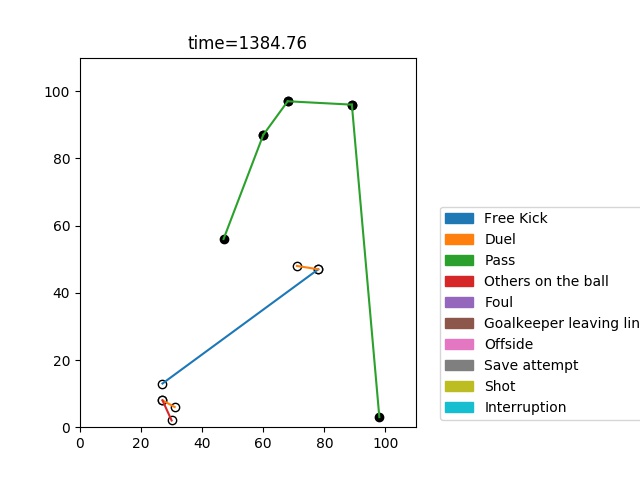 time=1384.76
100
80
60
40
20
0
0 20 40 60 80 100
Free Kick
Duel
Pass
Others on the ball
Foul
Goalkeeper leaving lin
Offside
Save attempt
Shot
Interruption